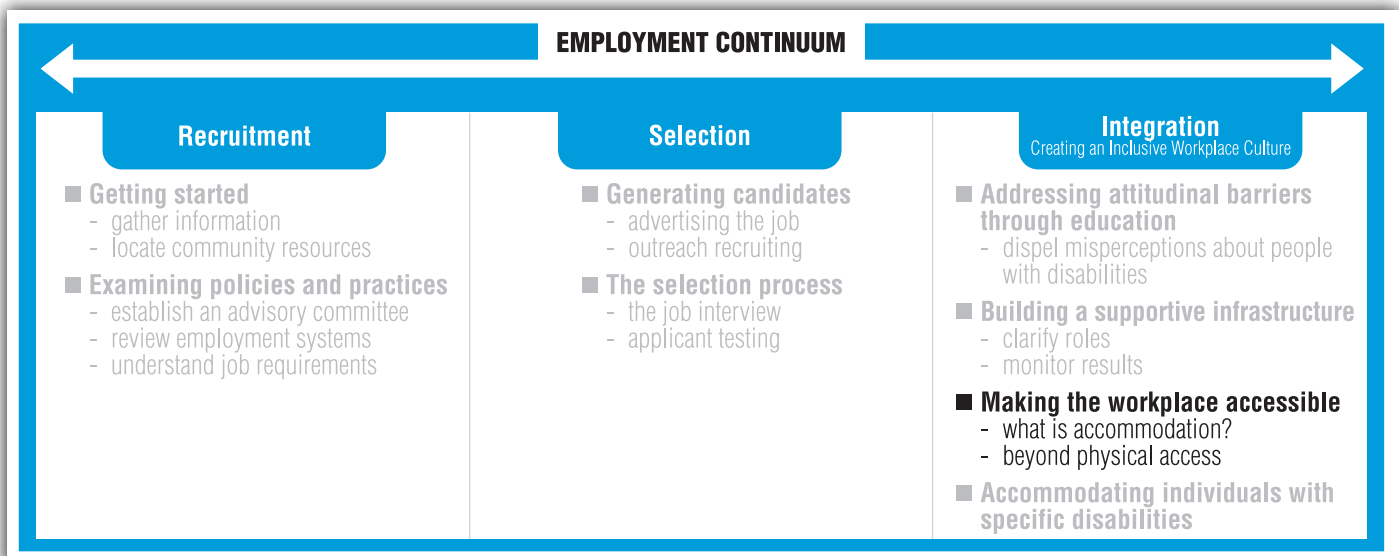 EMPLOYMENT CONTINUUM
Recruitment
■ Getting started
- gather information
- locate community resources
■ Examining policies and practices
- establish an advisory committee
- review employment systems
- understand job requirements
Selection
■ Generating candidates
- advertising the job
- outreach recruiting
■ The selection process
- the job interview
- applicant testing
Integration
Creating an Inclusive Workplace Culture
■ Addressing attitudinal barriers
through education
- dispel misperceptions about people
with disabilities
■ Building a supportive infrastructure
- clarify roles
- monitor results
■ Making the workplace accessible
- what is accommodation?
- beyond physical access
■ Accommodating individuals with
specific disabilities